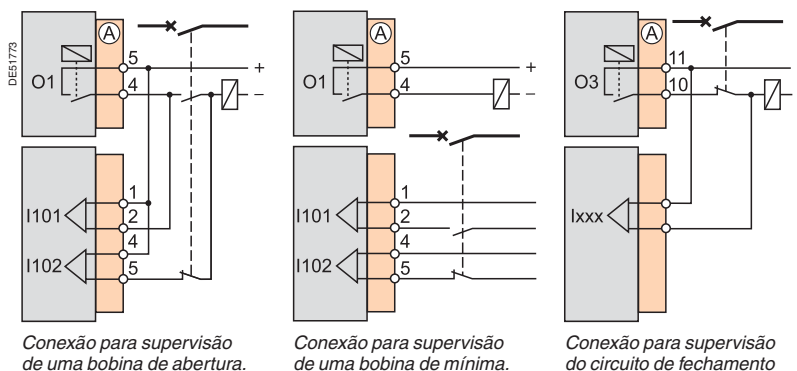 DE51773
A
O1
5
4
+
–
I101
1
2
I102
4
5
Conexão para supervisão
de uma bobina de abertura.
A
O1
5
4
+
–
I101
1
2
I102
4
5
Conexão para supervisão
de uma bobina de mínima.
A
O3
11
10
Ixxx
Conexão para supervisão
do circuito de fechamento